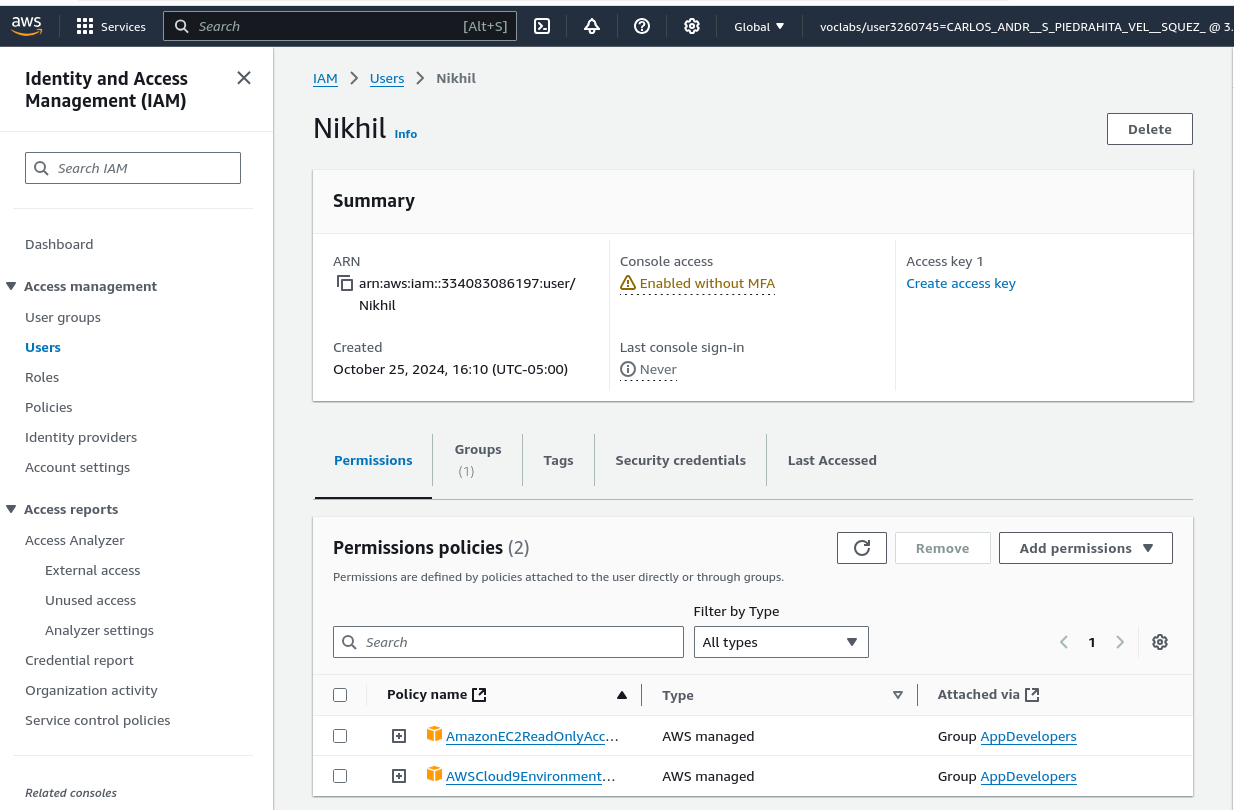 aws
Services
Search
[Alt+S]
Global
voclabs/user3260745=CARLOS_ANDR__S_PIEDRAHITA_VEL__SQUEZ_ @ 3.
Identity and Access
Management (IAM)
Search IAM
Dashboard
Access management
User groups
Users
Roles
Policies
Identity providers
Account settings
Access reports
Access Analyzer
External access
Unused access
Analyzer settings
Credential report
Organization activity
Service control policies
Related consoles
IAM > Users > Nikhil
Nikhil Info
Delete
Summary
ARN
arn:aws:iam::334083086197:user/
Nikhil
Created
October 25, 2024, 16:10 (UTC-05:00)
Console access
Enabled without MFA
Last console sign-in
Never
Access key 1
Create access key
Permissions
Groups
(1)
Tags
Security credentials
Last Accessed
Permissions policies (2)
Remove
Add permissions
Permissions are defined by policies attached to the user directly or through groups.
Filter by Type
Search
All types
1
Policy name
Type
Attached via
AmazonEC2ReadOnlyAcc...
AWS managed
Group AppDevelopers
AWSCloud9Environment...
AWS managed
Group AppDevelopers